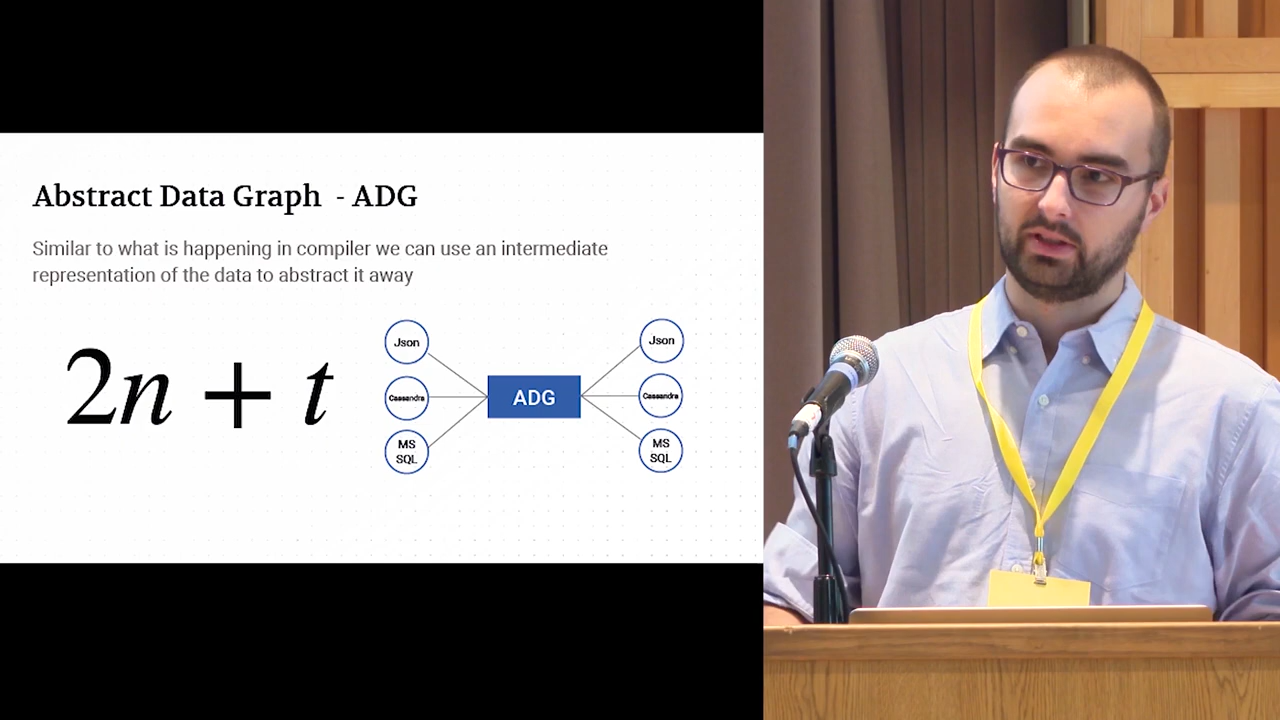 Abstract Data Graph - ADG
Similar to what is happening in compiler we can use an intermediate
representation of the data to abstract it away
2n + t
Json
Cassandra
MS
SQL
ADG
Json
Cassandra
MS
SQL